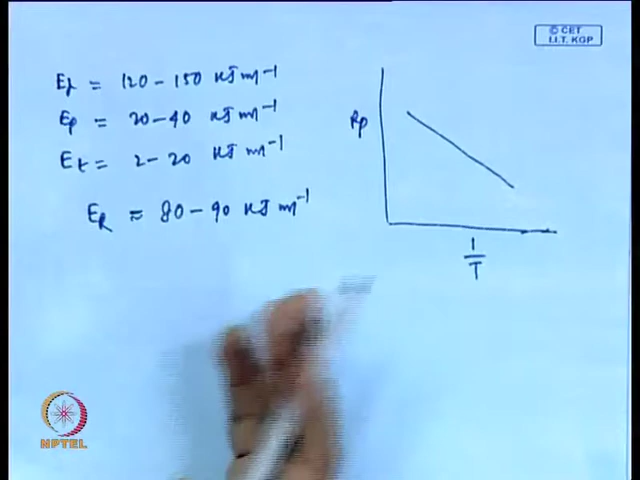 © CET
I.I.T. KGP
Ed = 120 - 150 KJ m⁻¹
Ep = 20 - 40 KJ m⁻¹
Et = 2 - 20 KJ m⁻¹
ER ≈ 80 - 90 KJ m⁻¹
Rp
1
T
NPTEL